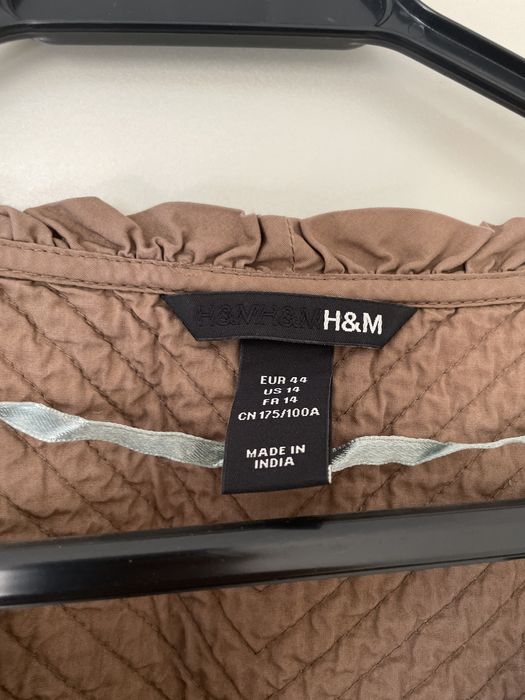 H&MH&MH&M
EUR 44
US 14
FR 14
CN 175/100A
MADE IN
INDIA